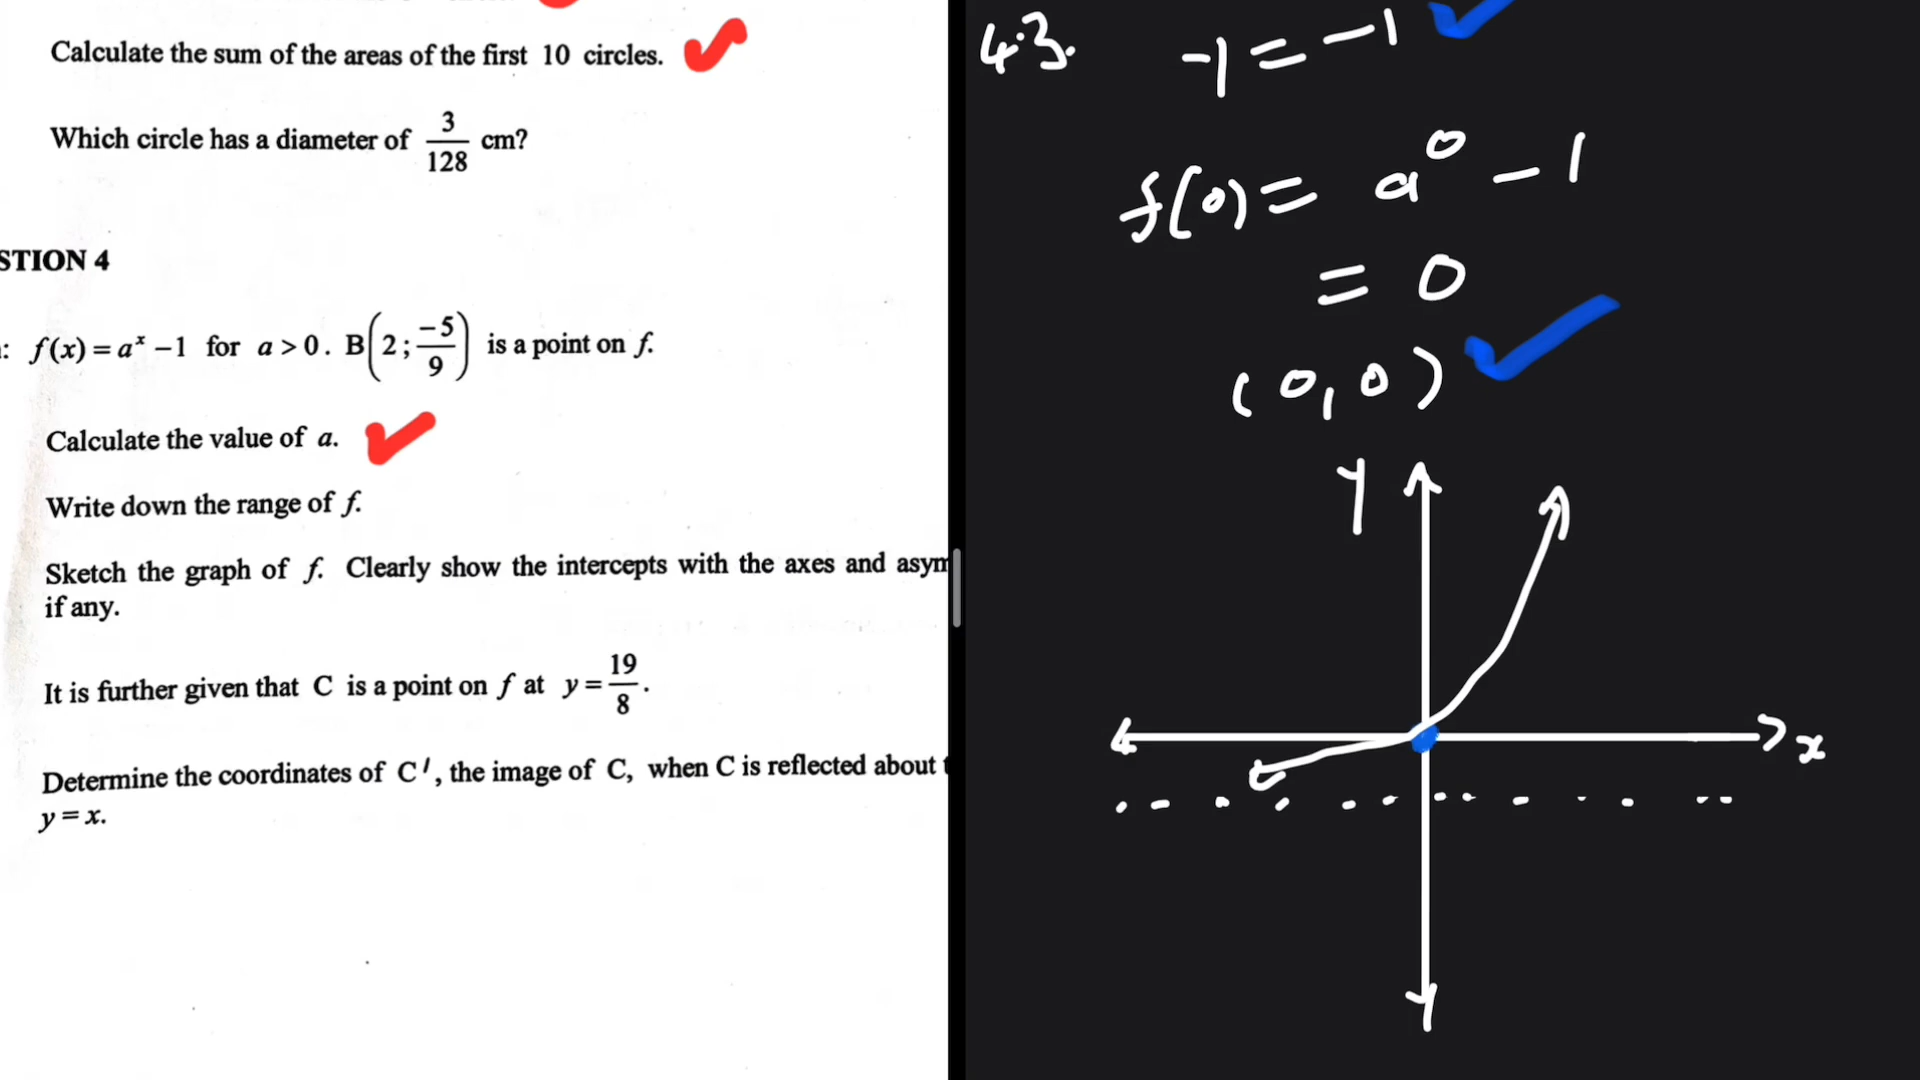 Calculate the sum of the areas of the first 10 circles.
Which circle has a diameter of 3/128 cm?
STION 4
: f(x) = aˣ − 1 for a > 0. B(2; −5/9) is a point on f.
Calculate the value of a.
Write down the range of f.
Sketch the graph of f. Clearly show the intercepts with the axes and asym
if any.
It is further given that C is a point on f at y = 19/8.
Determine the coordinates of C′, the image of C, when C is reflected about t
y = x.
4.3. -1 = -1
f(0) = a⁰ - 1
= 0
(0,0)
y
x